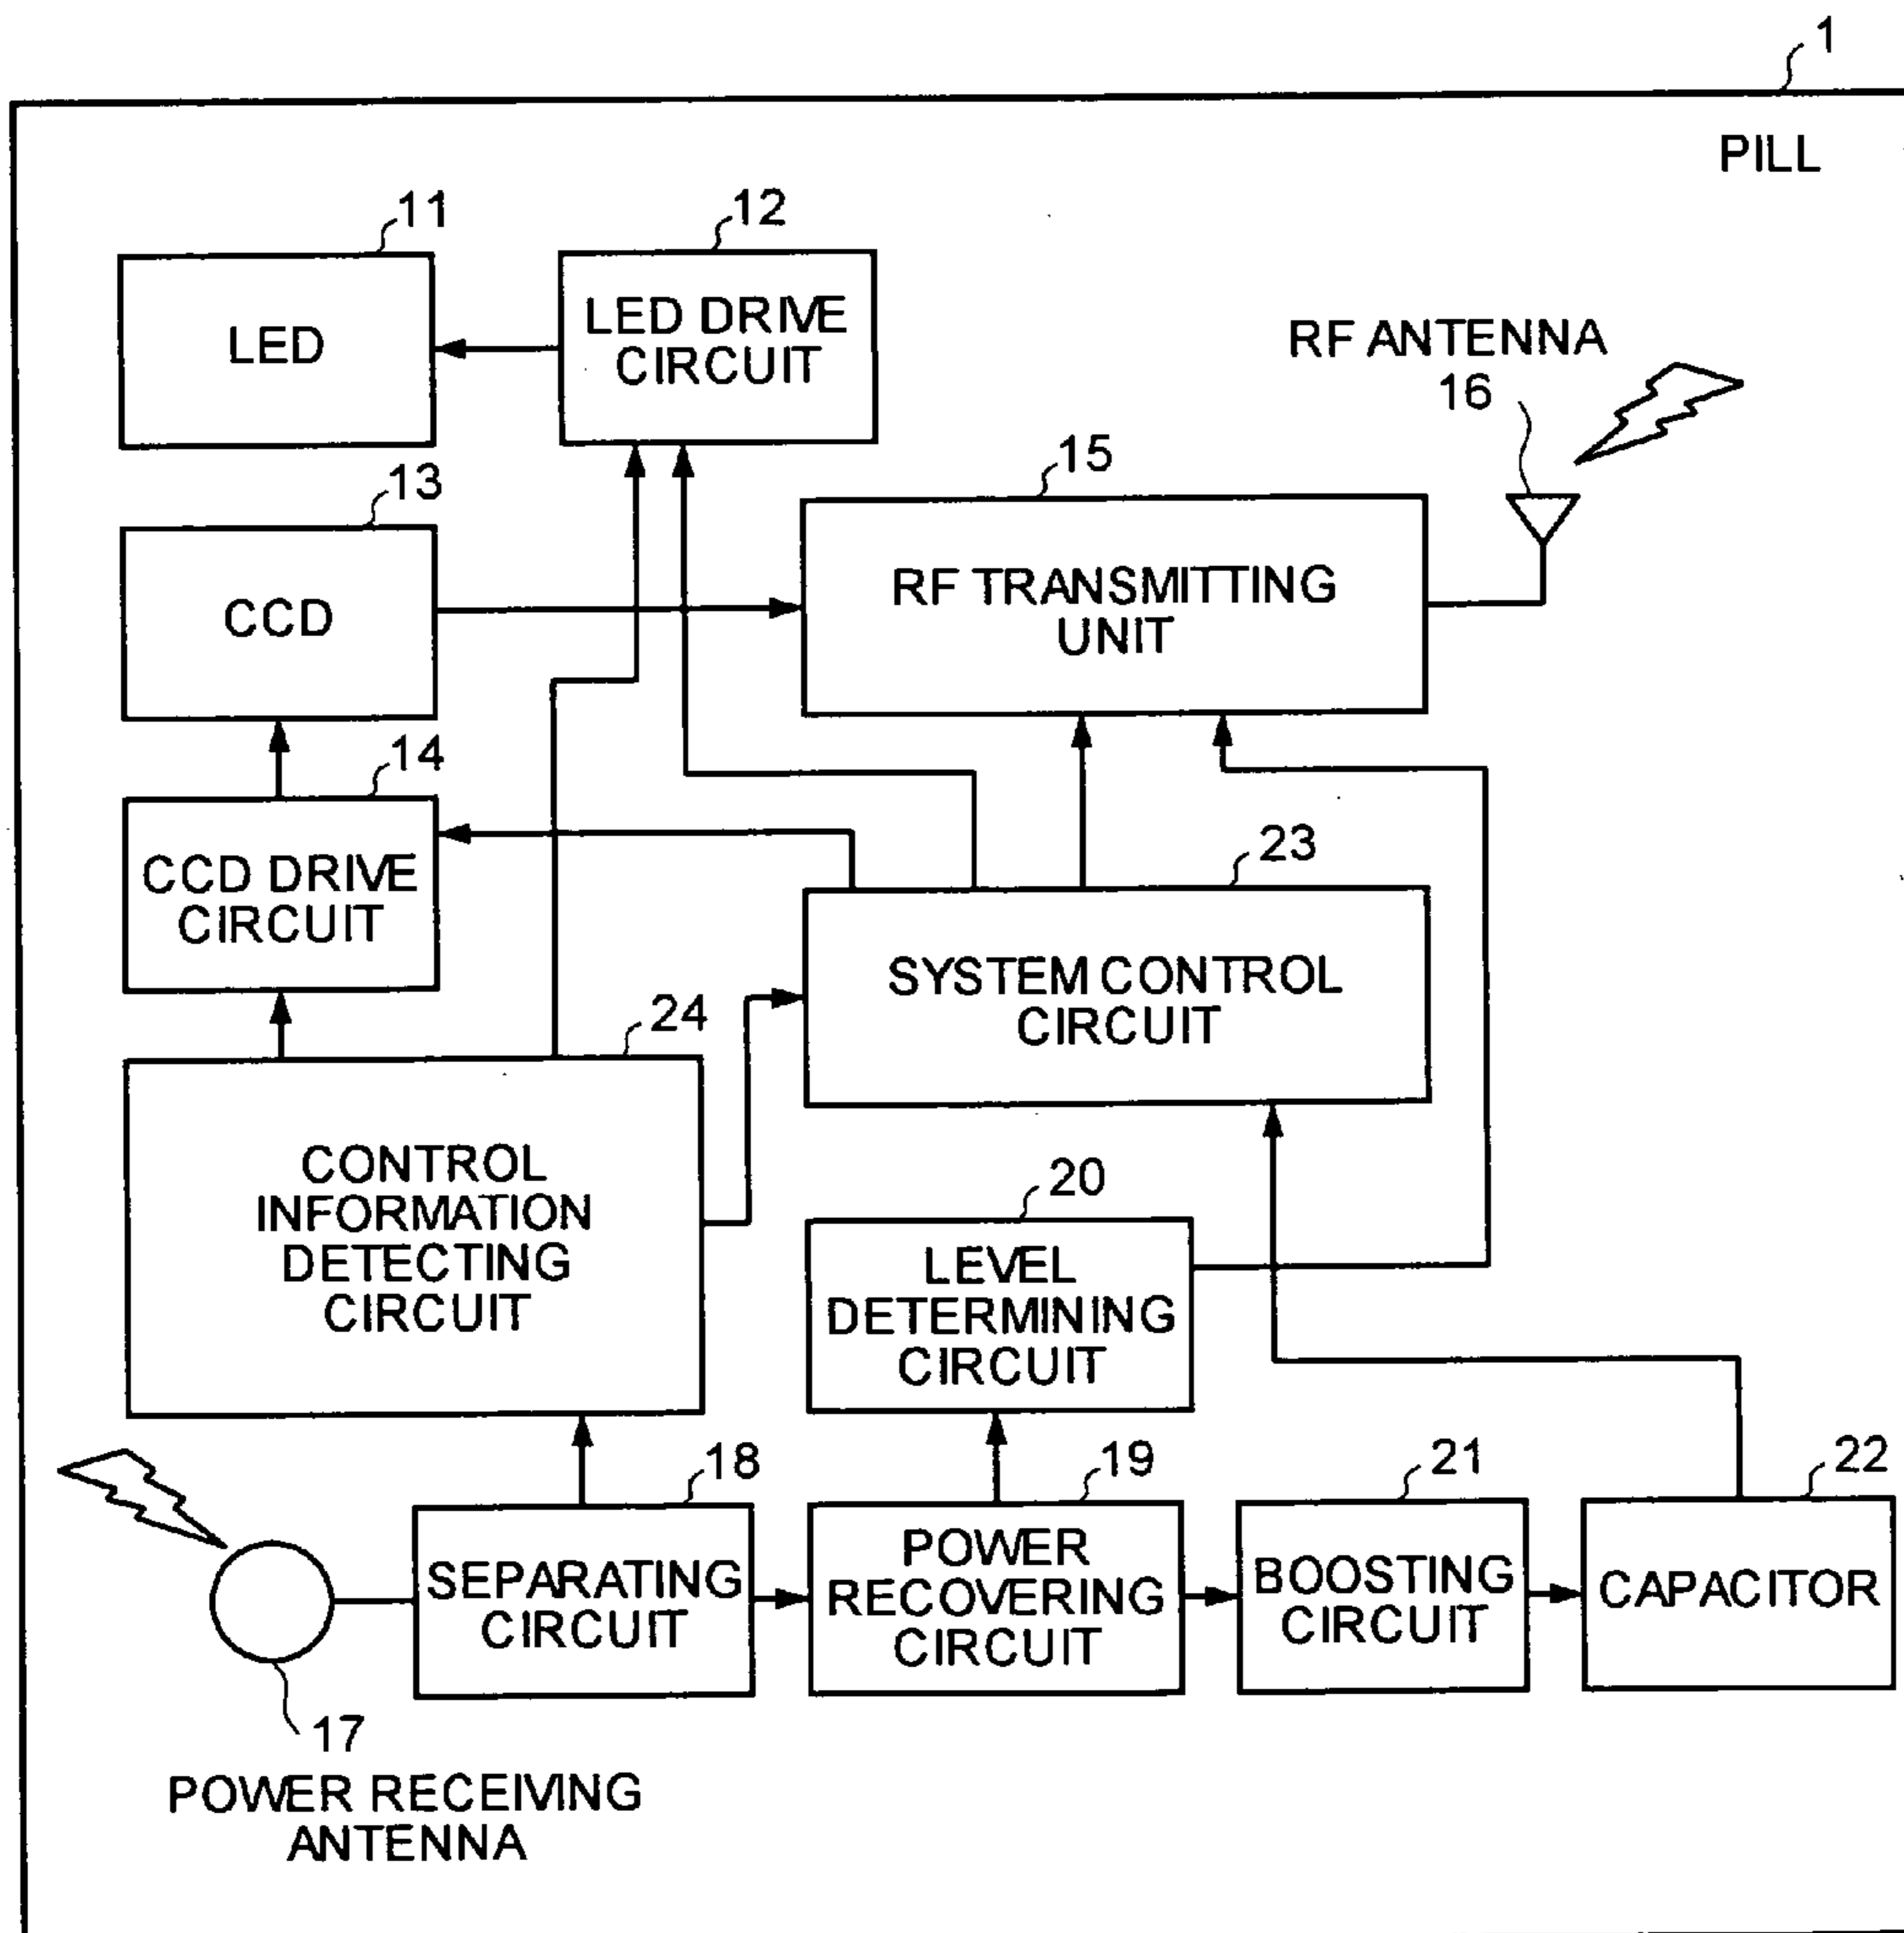 1
PILL
11
LED
12
LED DRIVE
CIRCUIT
RF ANTENNA
16
13
CCD
15
RF TRANSMITTING
UNIT
14
CCD DRIVE
CIRCUIT
23
SYSTEM CONTROL
CIRCUIT
24
CONTROL
INFORMATION
DETECTING
CIRCUIT
20
LEVEL
DETERMINING
CIRCUIT
18
SEPARATING
CIRCUIT
19
POWER
RECOVERING
CIRCUIT
21
BOOSTING
CIRCUIT
22
CAPACITOR
17
POWER RECEIVING
ANTENNA